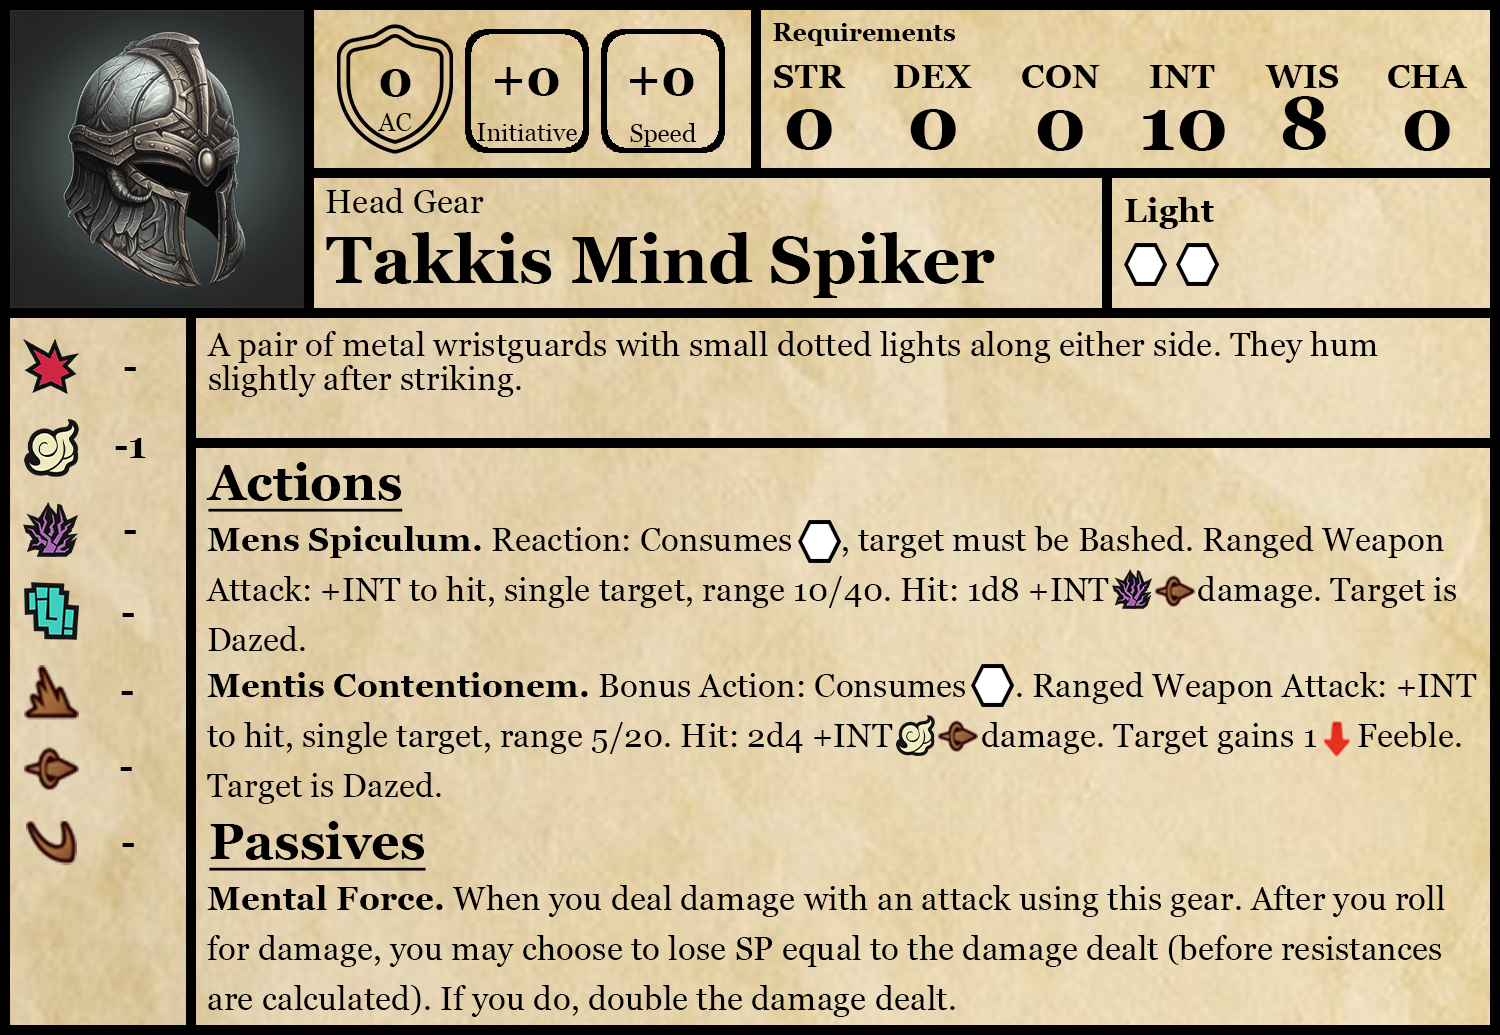 0
AC
+0
Initiative
+0
Speed
Requirements
STR DEX CON INT WIS CHA
0 0 0 10 8 0
Head Gear
Takkis Mind Spiker
Light
-
-1
-
-
-
-
-
A pair of metal wristguards with small dotted lights along either side. They hum
slightly after striking.
Actions
Mens Spiculum. Reaction: Consumes , target must be Bashed. Ranged Weapon
Attack: +INT to hit, single target, range 10/40. Hit: 1d8 +INT damage. Target is
Dazed.
Mentis Contentionem. Bonus Action: Consumes . Ranged Weapon Attack: +INT
to hit, single target, range 5/20. Hit: 2d4 +INT damage. Target gains 1 Feeble.
Target is Dazed.
Passives
Mental Force. When you deal damage with an attack using this gear. After you roll
for damage, you may choose to lose SP equal to the damage dealt (before resistances
are calculated). If you do, double the damage dealt.